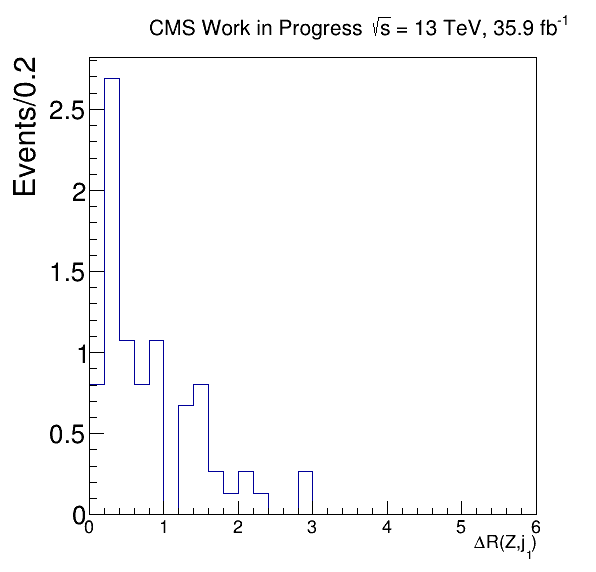 CMS Work in Progress √s = 13 TeV, 35.9 fb⁻¹
Events/0.2
2.5
2
1.5
1
0.5
0
0 1 2 3 4 5 6
ΔR(Z,j₁)